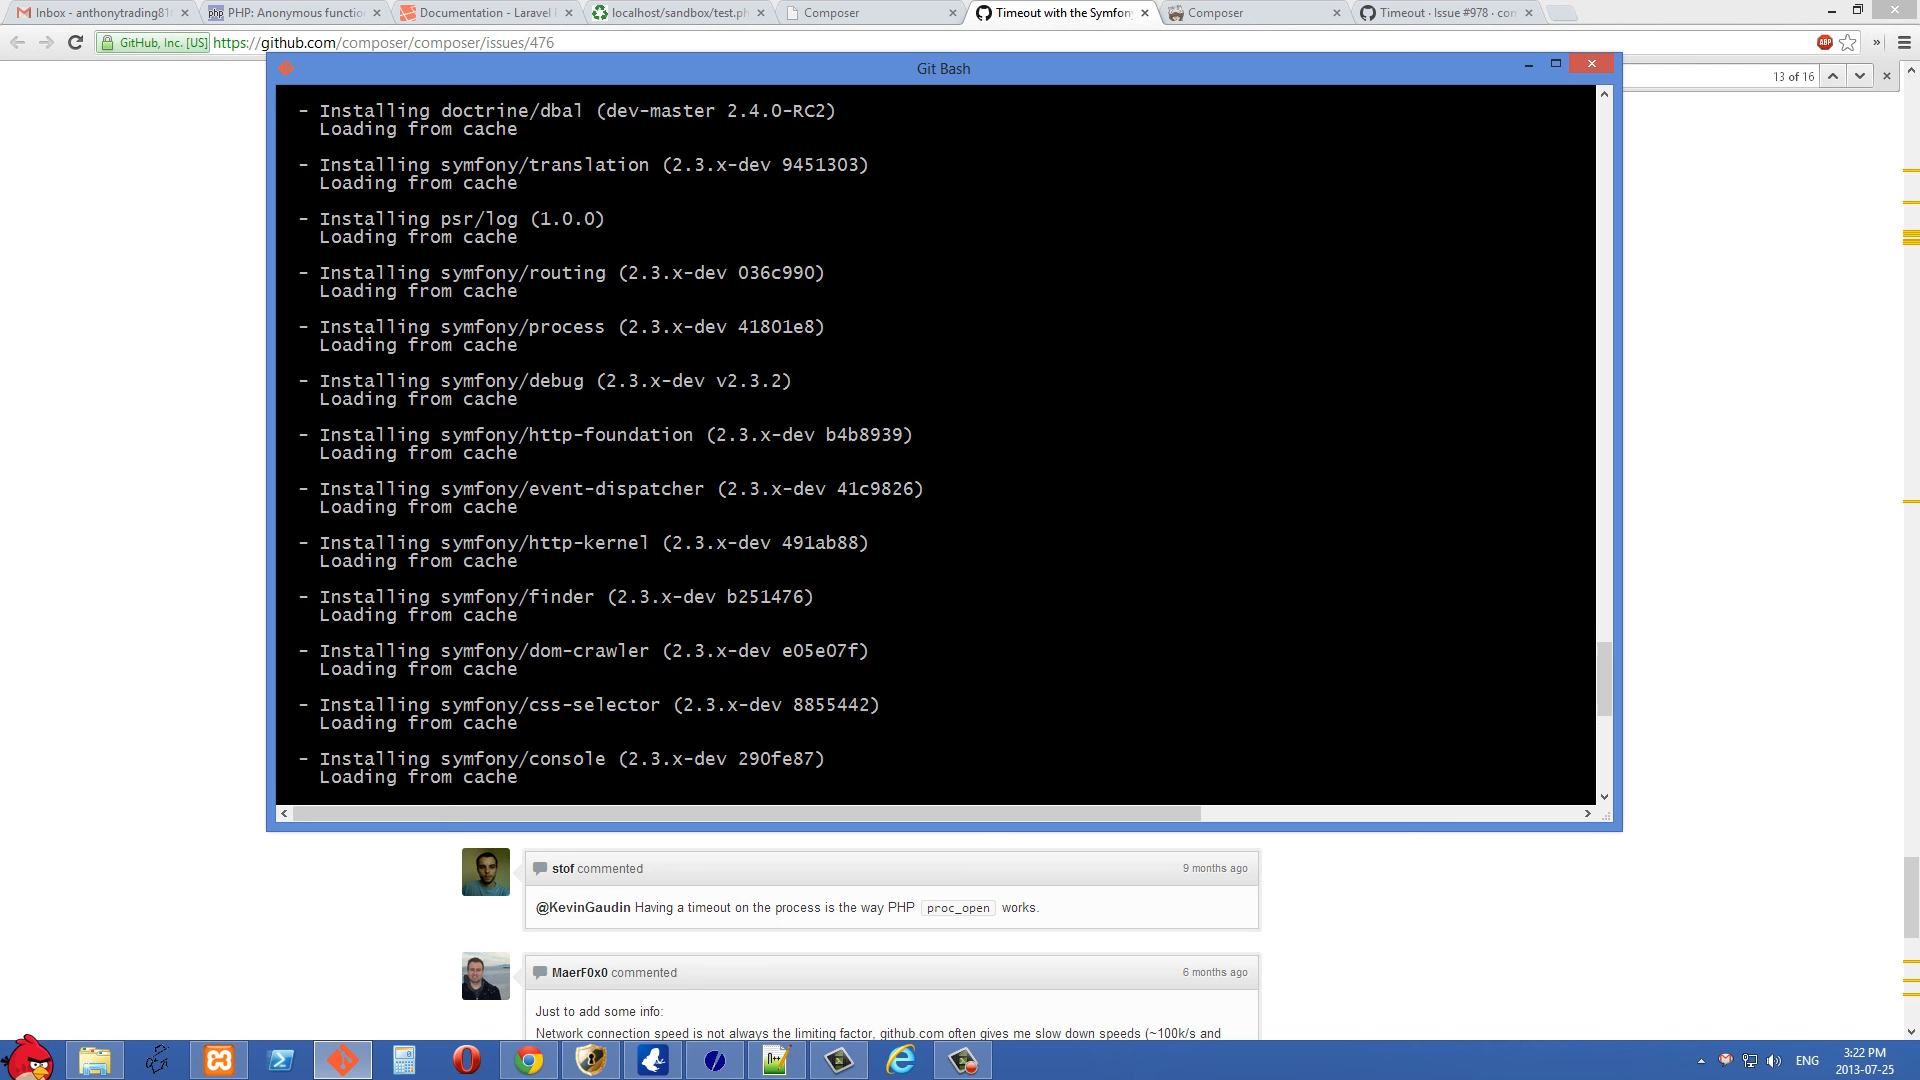 Inbox - anthonytrading81
PHP: Anonymous functio
Documentation - Laravel
localhost/sandbox/test.ph
Composer
Timeout with the Symfony
Composer
Timeout · Issue #978 · com
GitHub, Inc. [US] https://github.com/composer/composer/issues/476
ABP
»
Git Bash
13 of 16
- Installing doctrine/dbal (dev-master 2.4.0-RC2)
Loading from cache
- Installing symfony/translation (2.3.x-dev 9451303)
Loading from cache
- Installing psr/log (1.0.0)
Loading from cache
- Installing symfony/routing (2.3.x-dev 036c990)
Loading from cache
- Installing symfony/process (2.3.x-dev 41801e8)
Loading from cache
- Installing symfony/debug (2.3.x-dev v2.3.2)
Loading from cache
- Installing symfony/http-foundation (2.3.x-dev b4b8939)
Loading from cache
- Installing symfony/event-dispatcher (2.3.x-dev 41c9826)
Loading from cache
- Installing symfony/http-kernel (2.3.x-dev 491ab88)
Loading from cache
- Installing symfony/finder (2.3.x-dev b251476)
Loading from cache
- Installing symfony/dom-crawler (2.3.x-dev e05e07f)
Loading from cache
- Installing symfony/css-selector (2.3.x-dev 8855442)
Loading from cache
- Installing symfony/console (2.3.x-dev 290fe87)
Loading from cache
stof commented 9 months ago
@KevinGaudin Having a timeout on the process is the way PHP proc_open works.
MaerF0x0 commented 6 months ago
Just to add some info:
Network connection speed is not always the limiting factor, github.com often gives me slow down speeds (~100k/s and
ENG
3:22 PM
2013-07-25